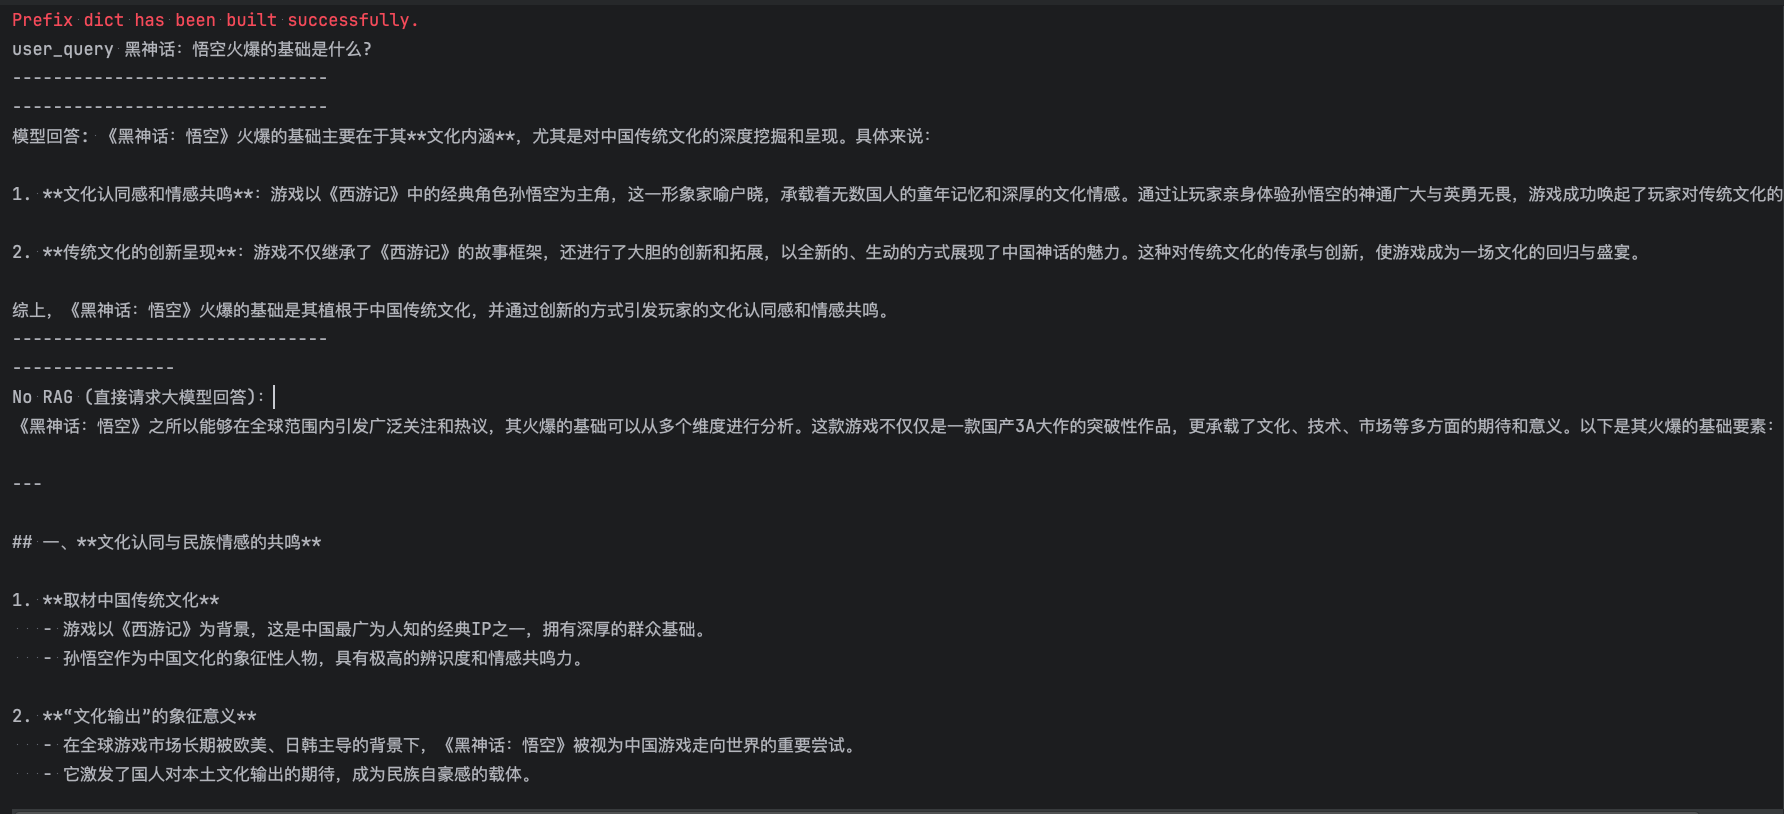 Prefix dict has been built successfully.
user_query 黑神话：悟空火爆的基础是什么?
-------------------------------
-------------------------------
模型回答: 《黑神话：悟空》火爆的基础主要在于其**文化内涵**，尤其是对中国传统文化的深度挖掘和呈现。具体来说：
1. **文化认同感和情感共鸣**：游戏以《西游记》中的经典角色孙悟空为主角，这一形象家喻户晓，承载着无数国人的童年记忆和深厚的文化情感。通过让玩家亲身体验孙悟空的神通广大与英勇无畏，游戏成功唤起了玩家对传统文化的
2. **传统文化的创新呈现**：游戏不仅继承了《西游记》的故事框架，还进行了大胆的创新和拓展，以全新的、生动的方式展现了中国神话的魅力。这种对传统文化的传承与创新，使游戏成为一场文化的回归与盛宴。
综上，《黑神话：悟空》火爆的基础是其植根于中国传统文化，并通过创新的方式引发玩家的文化认同感和情感共鸣。
-------------------------------
----------------
No RAG (直接请求大模型回答)：
《黑神话：悟空》之所以能够在全球范围内引发广泛关注和热议，其火爆的基础可以从多个维度进行分析。这款游戏不仅仅是一款国产3A大作的突破性作品，更承载了文化、技术、市场等多方面的期待和意义。以下是其火爆的基础要素：
---
## 一、**文化认同与民族情感的共鸣**
1. **取材中国传统文化**
- 游戏以《西游记》为背景，这是中国最广为人知的经典IP之一，拥有深厚的群众基础。
- 孙悟空作为中国文化的象征性人物，具有极高的辨识度和情感共鸣力。
2. **“文化输出”的象征意义**
- 在全球游戏市场长期被欧美、日韩主导的背景下，《黑神话：悟空》被视为中国游戏走向世界的重要尝试。
- 它激发了国人对本土文化输出的期待，成为民族自豪感的载体。